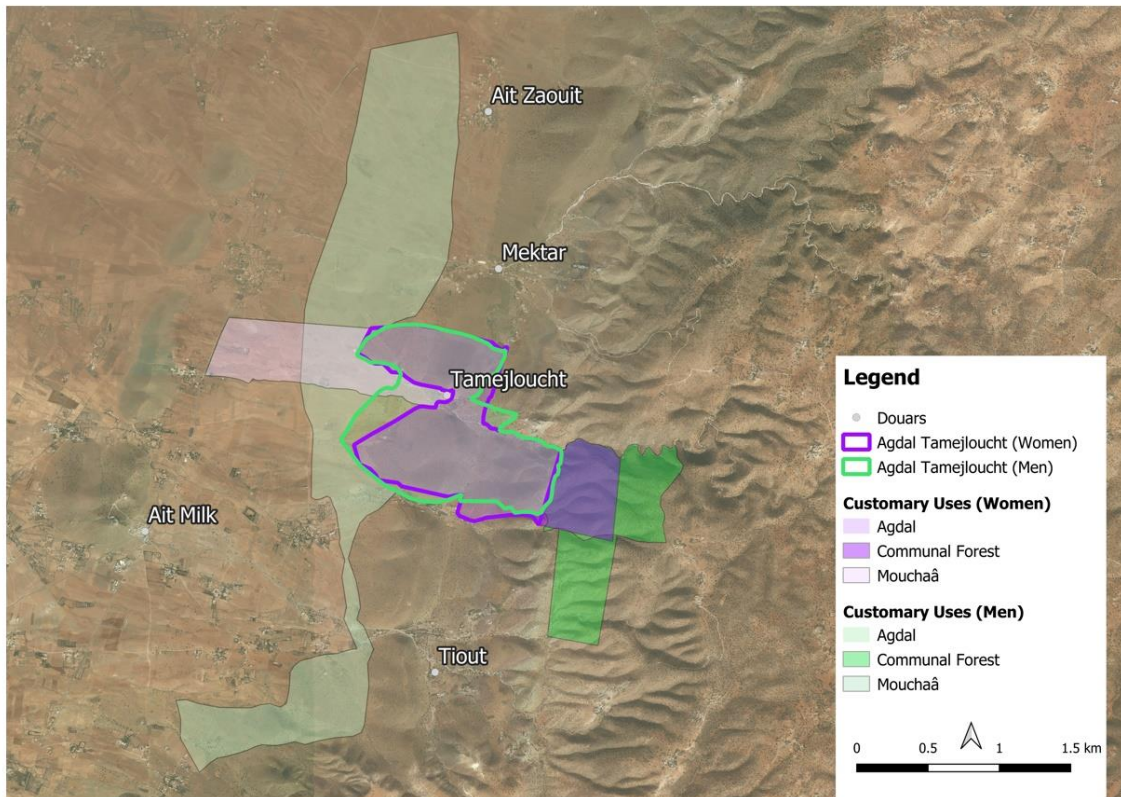 Ait Zaouit
Mektar
Tamejloucht
Ait Milk
Tiout
Legend
Douars
Agdal Tamejloucht (Women)
Agdal Tamejloucht (Men)
Customary Uses (Women)
Agdal
Communal Forest
Mouchaâ
Customary Uses (Men)
Agdal
Communal Forest
Mouchaâ
0 0.5 1 1.5 km